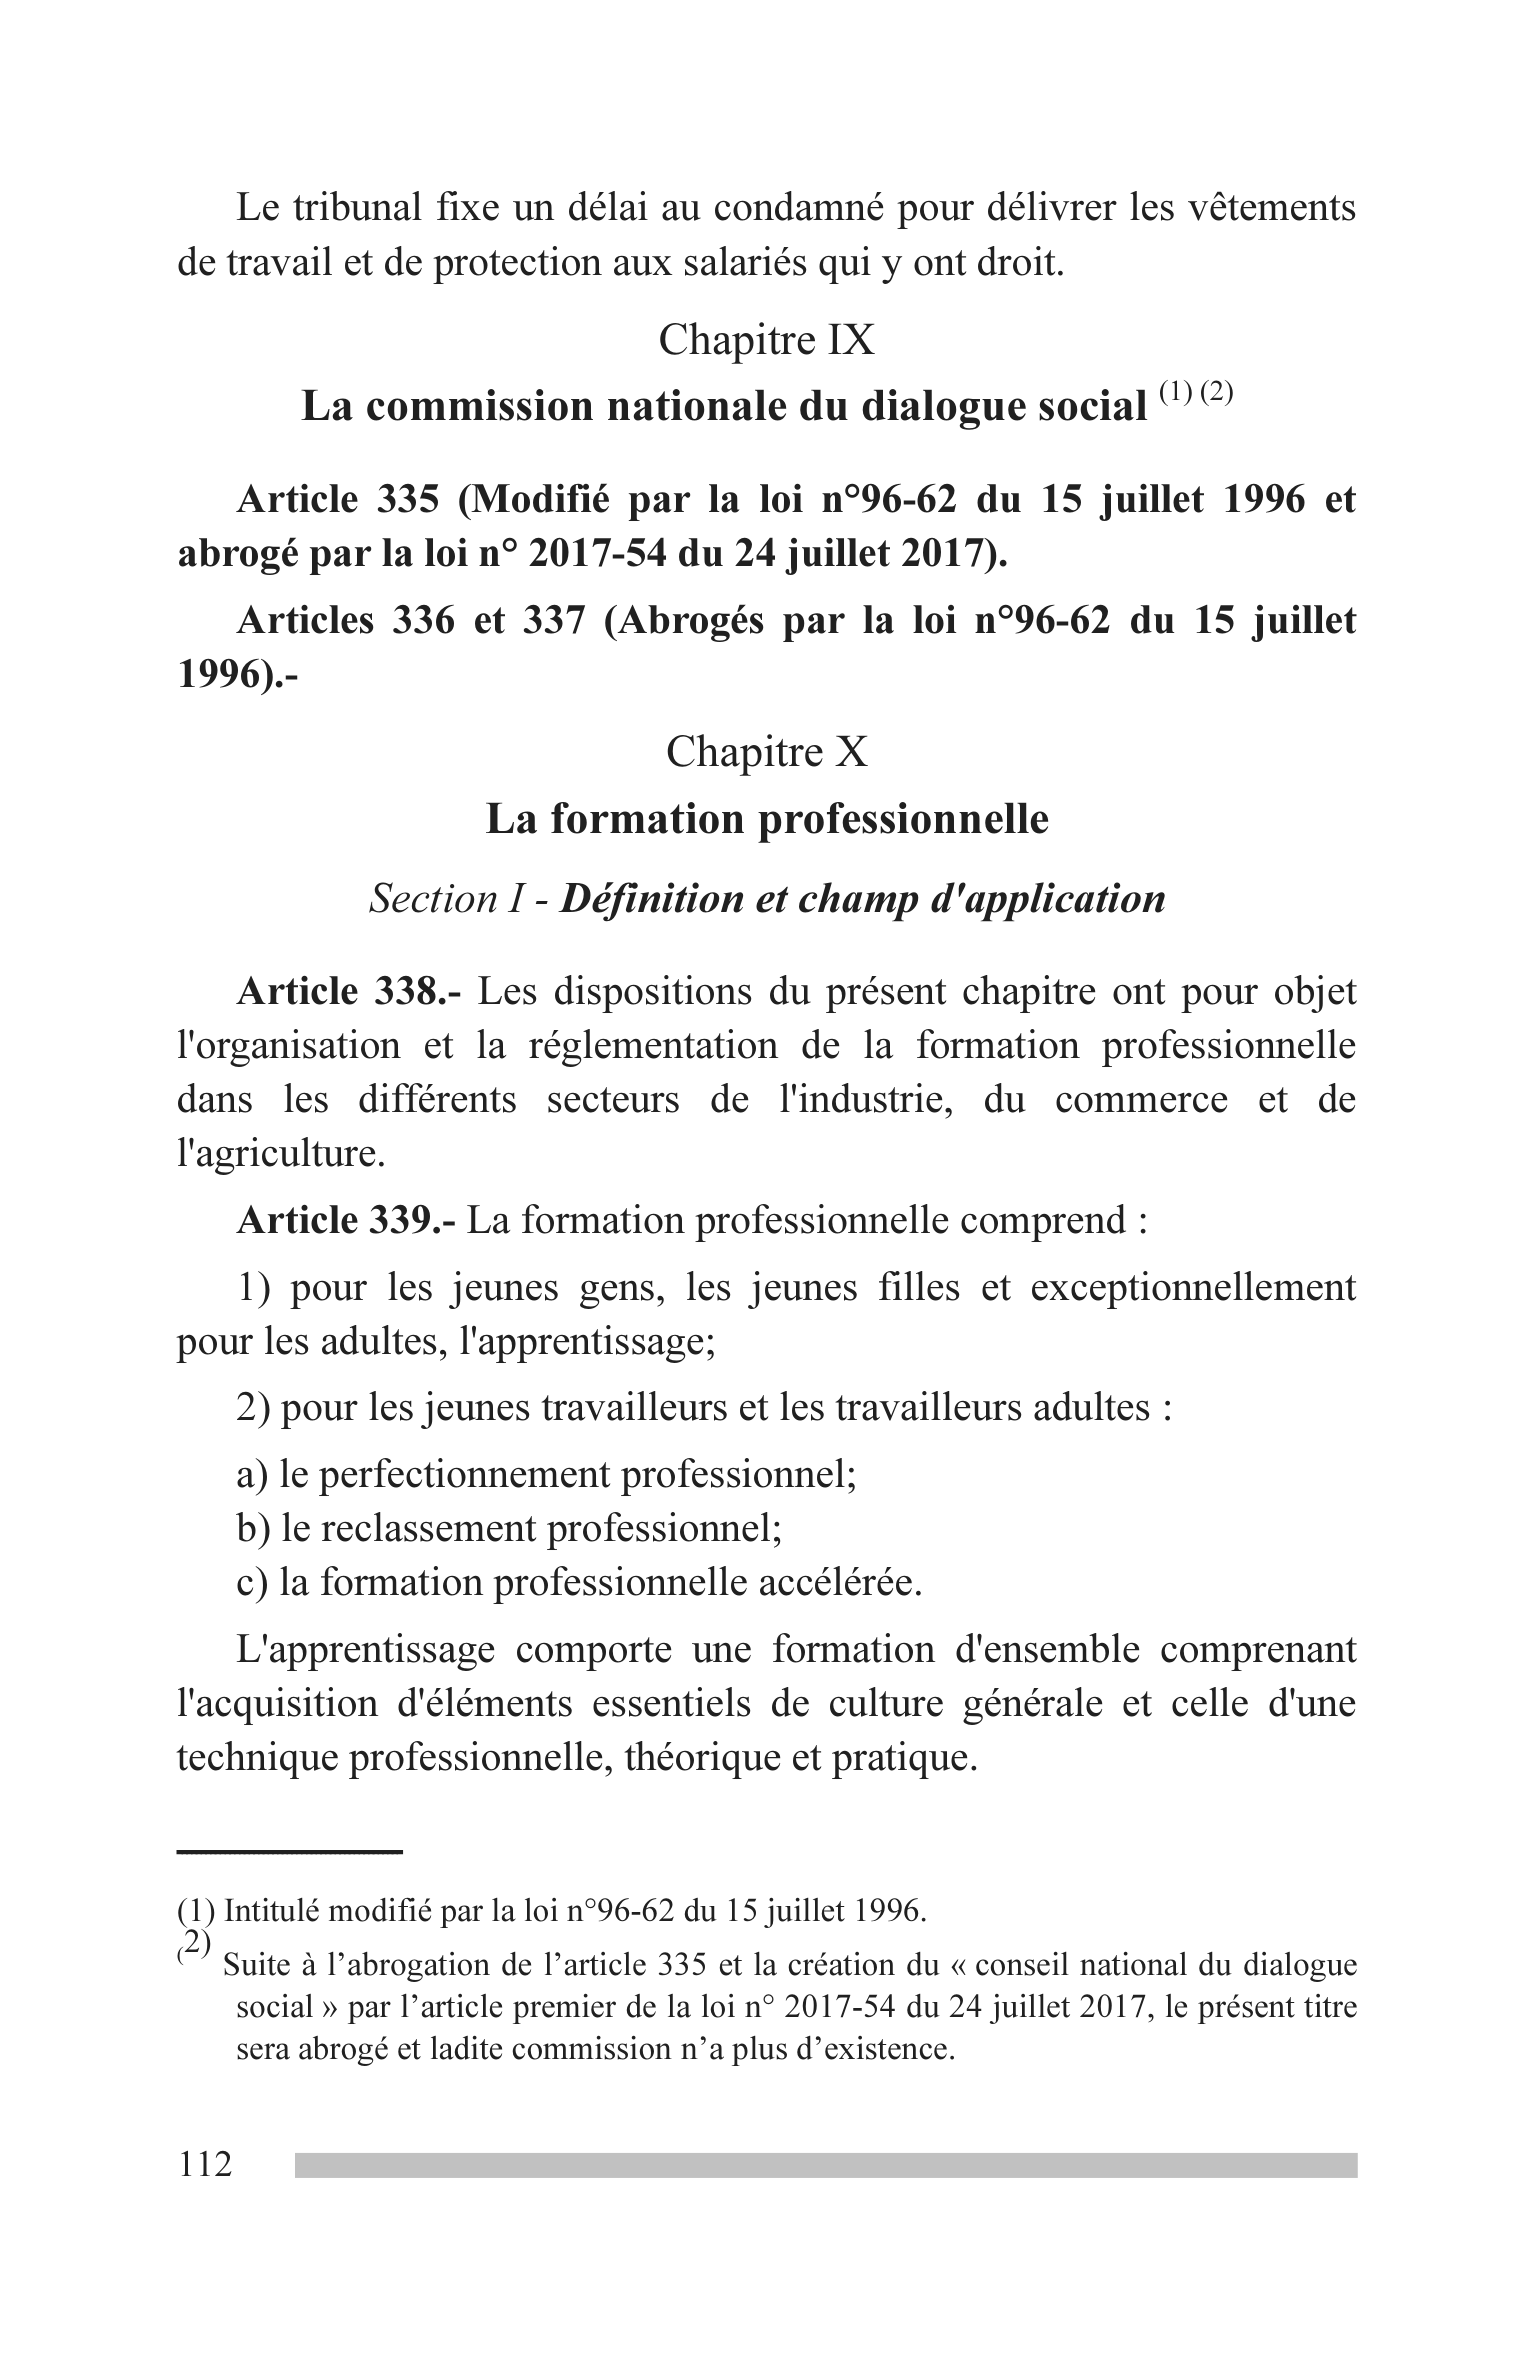 Le tribunal fixe un délai au condamné pour délivrer les vêtements
de travail et de protection aux salariés qui y ont droit.
Chapitre IX
La commission nationale du dialogue social (1) (2)
Article 335 (Modifié par la loi n°96-62 du 15 juillet 1996 et
abrogé par la loi n° 2017-54 du 24 juillet 2017).
Articles 336 et 337 (Abrogés par la loi n°96-62 du 15 juillet
1996).-
Chapitre X
La formation professionnelle
Section I - Définition et champ d'application
Article 338.- Les dispositions du présent chapitre ont pour objet
l'organisation et la réglementation de la formation professionnelle
dans les différents secteurs de l'industrie, du commerce et de
l'agriculture.
Article 339.- La formation professionnelle comprend :
1) pour les jeunes gens, les jeunes filles et exceptionnellement
pour les adultes, l'apprentissage;
2) pour les jeunes travailleurs et les travailleurs adultes :
a) le perfectionnement professionnel;
b) le reclassement professionnel;
c) la formation professionnelle accélérée.
L'apprentissage comporte une formation d'ensemble comprenant
l'acquisition d'éléments essentiels de culture générale et celle d'une
technique professionnelle, théorique et pratique.
(1) Intitulé modifié par la loi n°96-62 du 15 juillet 1996.
(2) Suite à l’abrogation de l’article 335 et la création du « conseil national du dialogue
social » par l’article premier de la loi n° 2017-54 du 24 juillet 2017, le présent titre
sera abrogé et ladite commission n’a plus d’existence.
112